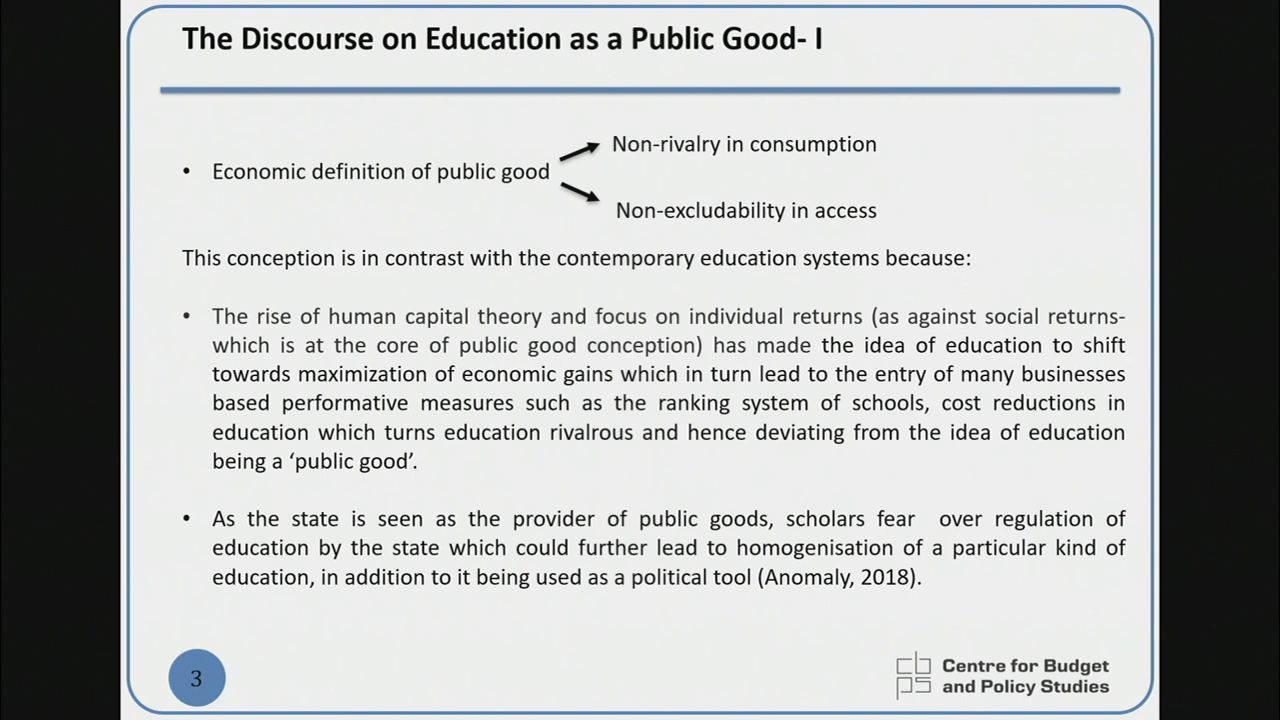 The Discourse on Education as a Public Good- I
Non-rivalry in consumption
• Economic definition of public good
Non-excludability in access
This conception is in contrast with the contemporary education systems because:
• The rise of human capital theory and focus on individual returns (as against social returns-
which is at the core of public good conception) has made the idea of education to shift
towards maximization of economic gains which in turn lead to the entry of many businesses
based performative measures such as the ranking system of schools, cost reductions in
education which turns education rivalrous and hence deviating from the idea of education
being a ‘public good’.
• As the state is seen as the provider of public goods, scholars fear over regulation of
education by the state which could further lead to homogenisation of a particular kind of
education, in addition to it being used as a political tool (Anomaly, 2018).
3
cb
ps
Centre for Budget
and Policy Studies